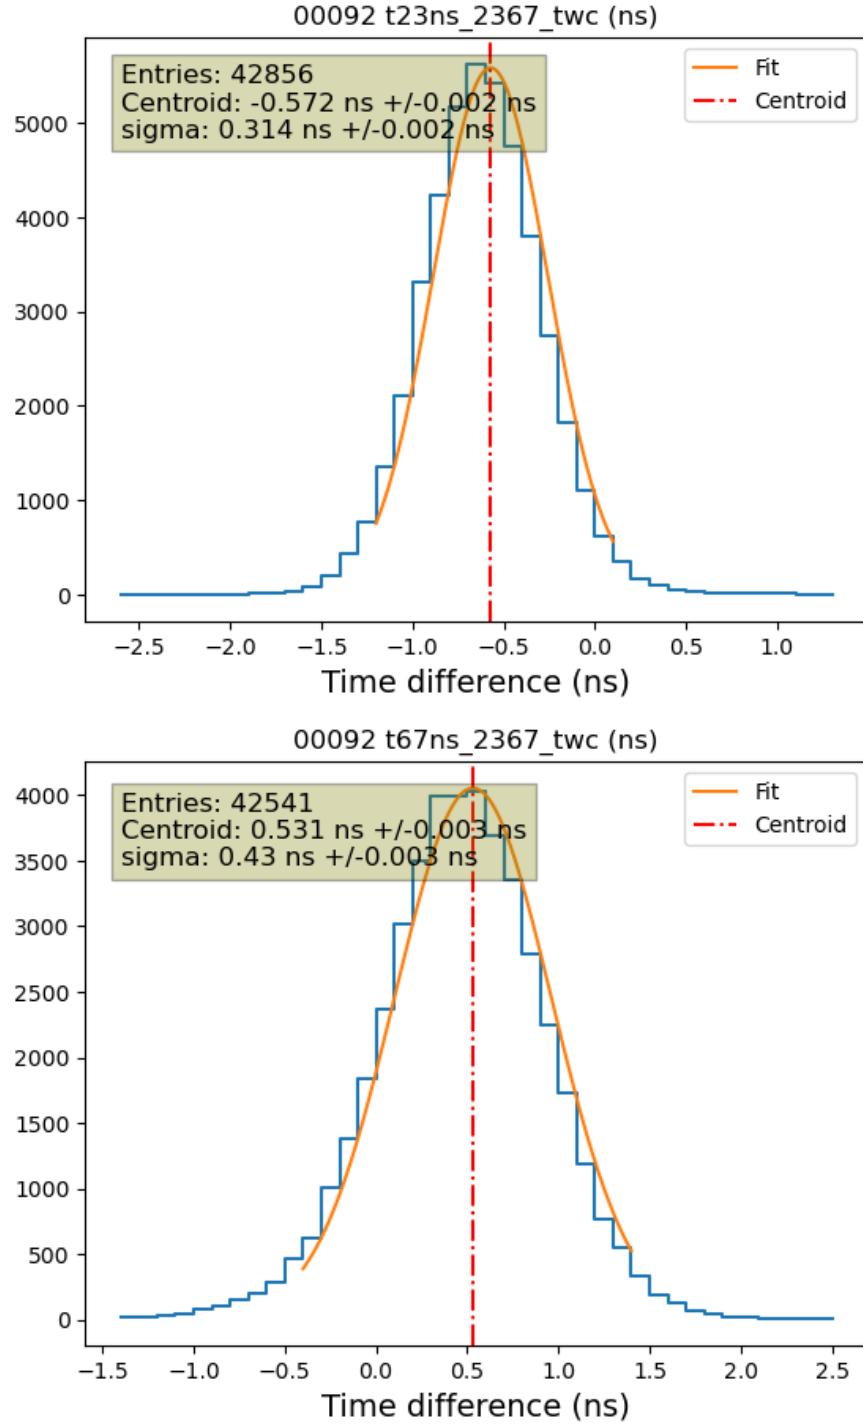 00092 t23ns_2367_twc (ns)
Entries: 42856
Centroid: -0.572 ns +/-0.002 ns
sigma: 0.314 ns +/-0.002 ns
Fit
Centroid
5000
4000
3000
2000
1000
0
−2.5 −2.0 −1.5 −1.0 −0.5 0.0 0.5 1.0
Time difference (ns)
00092 t67ns_2367_twc (ns)
Entries: 42541
Centroid: 0.531 ns +/-0.003 ns
sigma: 0.43 ns +/-0.003 ns
Fit
Centroid
4000
3500
3000
2500
2000
1500
1000
500
0
−1.5 −1.0 −0.5 0.0 0.5 1.0 1.5 2.0 2.5
Time difference (ns)